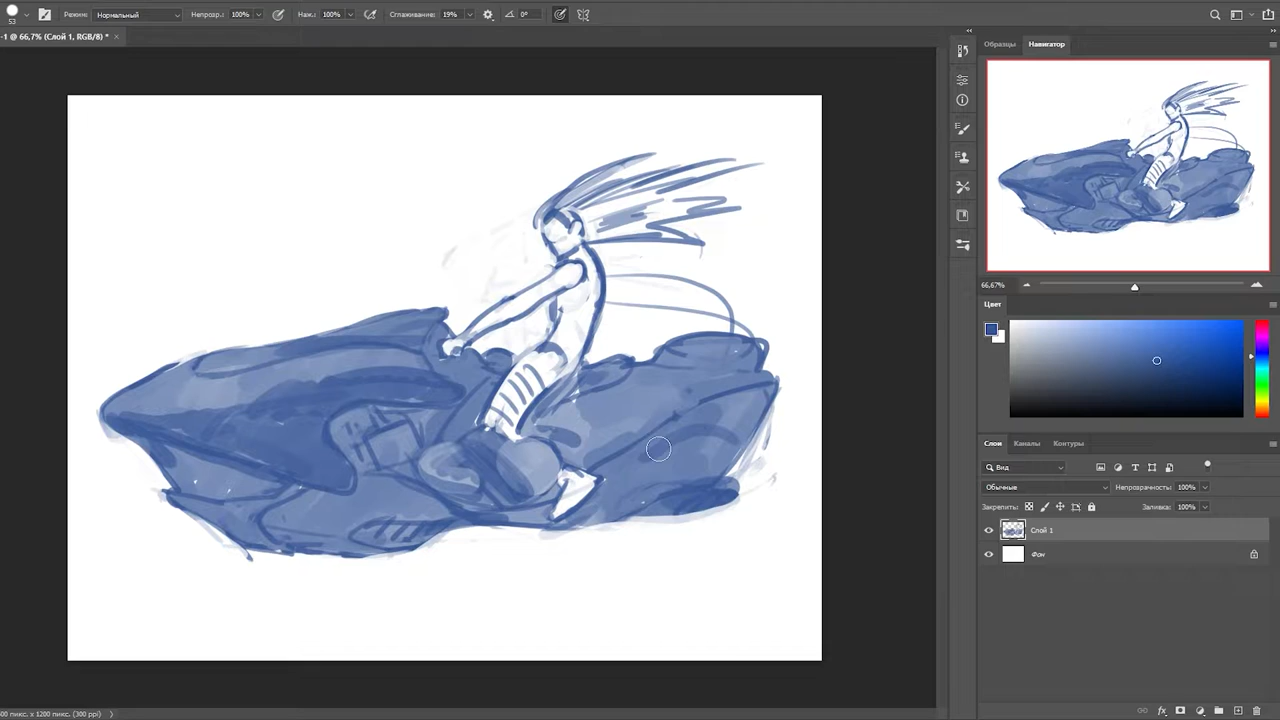 53 Режим: Нормальный Непрозр.: 100% Наж.: 100% Сглаживание: 19% 0°
-1 @ 66,7% (Слой 1, RGB/8) * ×
Образцы Навигатор
66,67%
Цвет
Слои Каналы Контуры
Вид
Обычные Непрозрачность: 100%
Закрепить: Заливка: 100%
Слой 1
Фон
00 пикс. x 1200 пикс. (300 ppi)